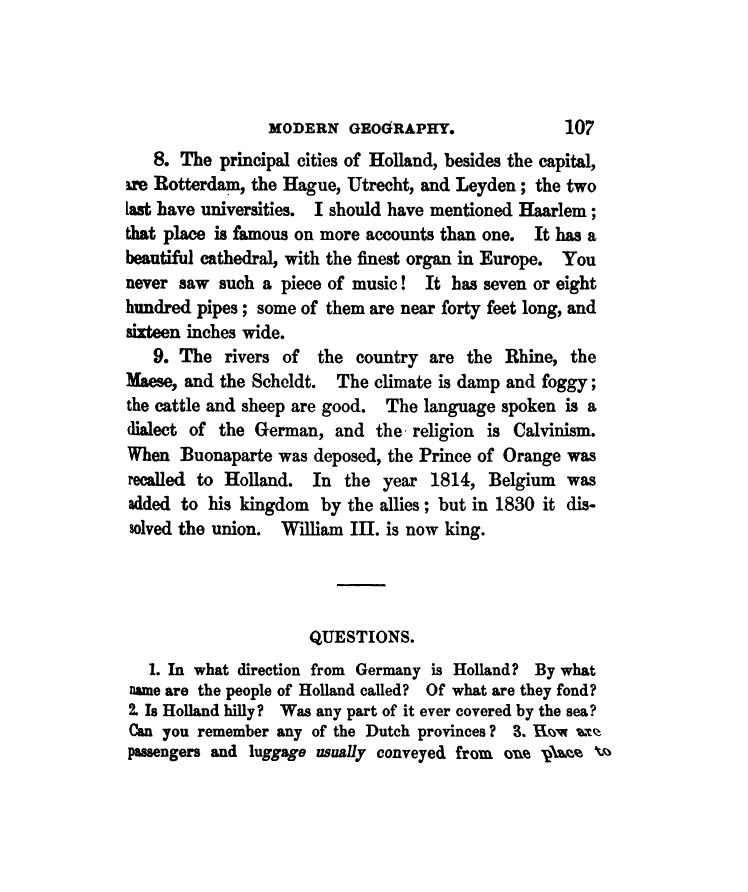 MODERN GEOGRAPHY. 107
8. The principal cities of Holland, besides the capital,
are Rotterdam, the Hague, Utrecht, and Leyden ; the two
last have universities. I should have mentioned Haarlem ;
that place is famous on more accounts than one. It has a
beautiful cathedral, with the finest organ in Europe. You
never saw such a piece of music! It has seven or eight
hundred pipes ; some of them are near forty feet long, and
sixteen inches wide.
9. The rivers of the country are the Rhine, the
Maese, and the Scheldt. The climate is damp and foggy;
the cattle and sheep are good. The language spoken is a
dialect of the German, and the religion is Calvinism.
When Buonaparte was deposed, the Prince of Orange was
recalled to Holland. In the year 1814, Belgium was
added to his kingdom by the allies ; but in 1830 it dis-
solved the union. William III. is now king.
QUESTIONS.
1. In what direction from Germany is Holland? By what
name are the people of Holland called? Of what are they fond?
2. Is Holland hilly? Was any part of it ever covered by the sea?
Can you remember any of the Dutch provinces? 3. How are
passengers and luggage usually conveyed from one place to